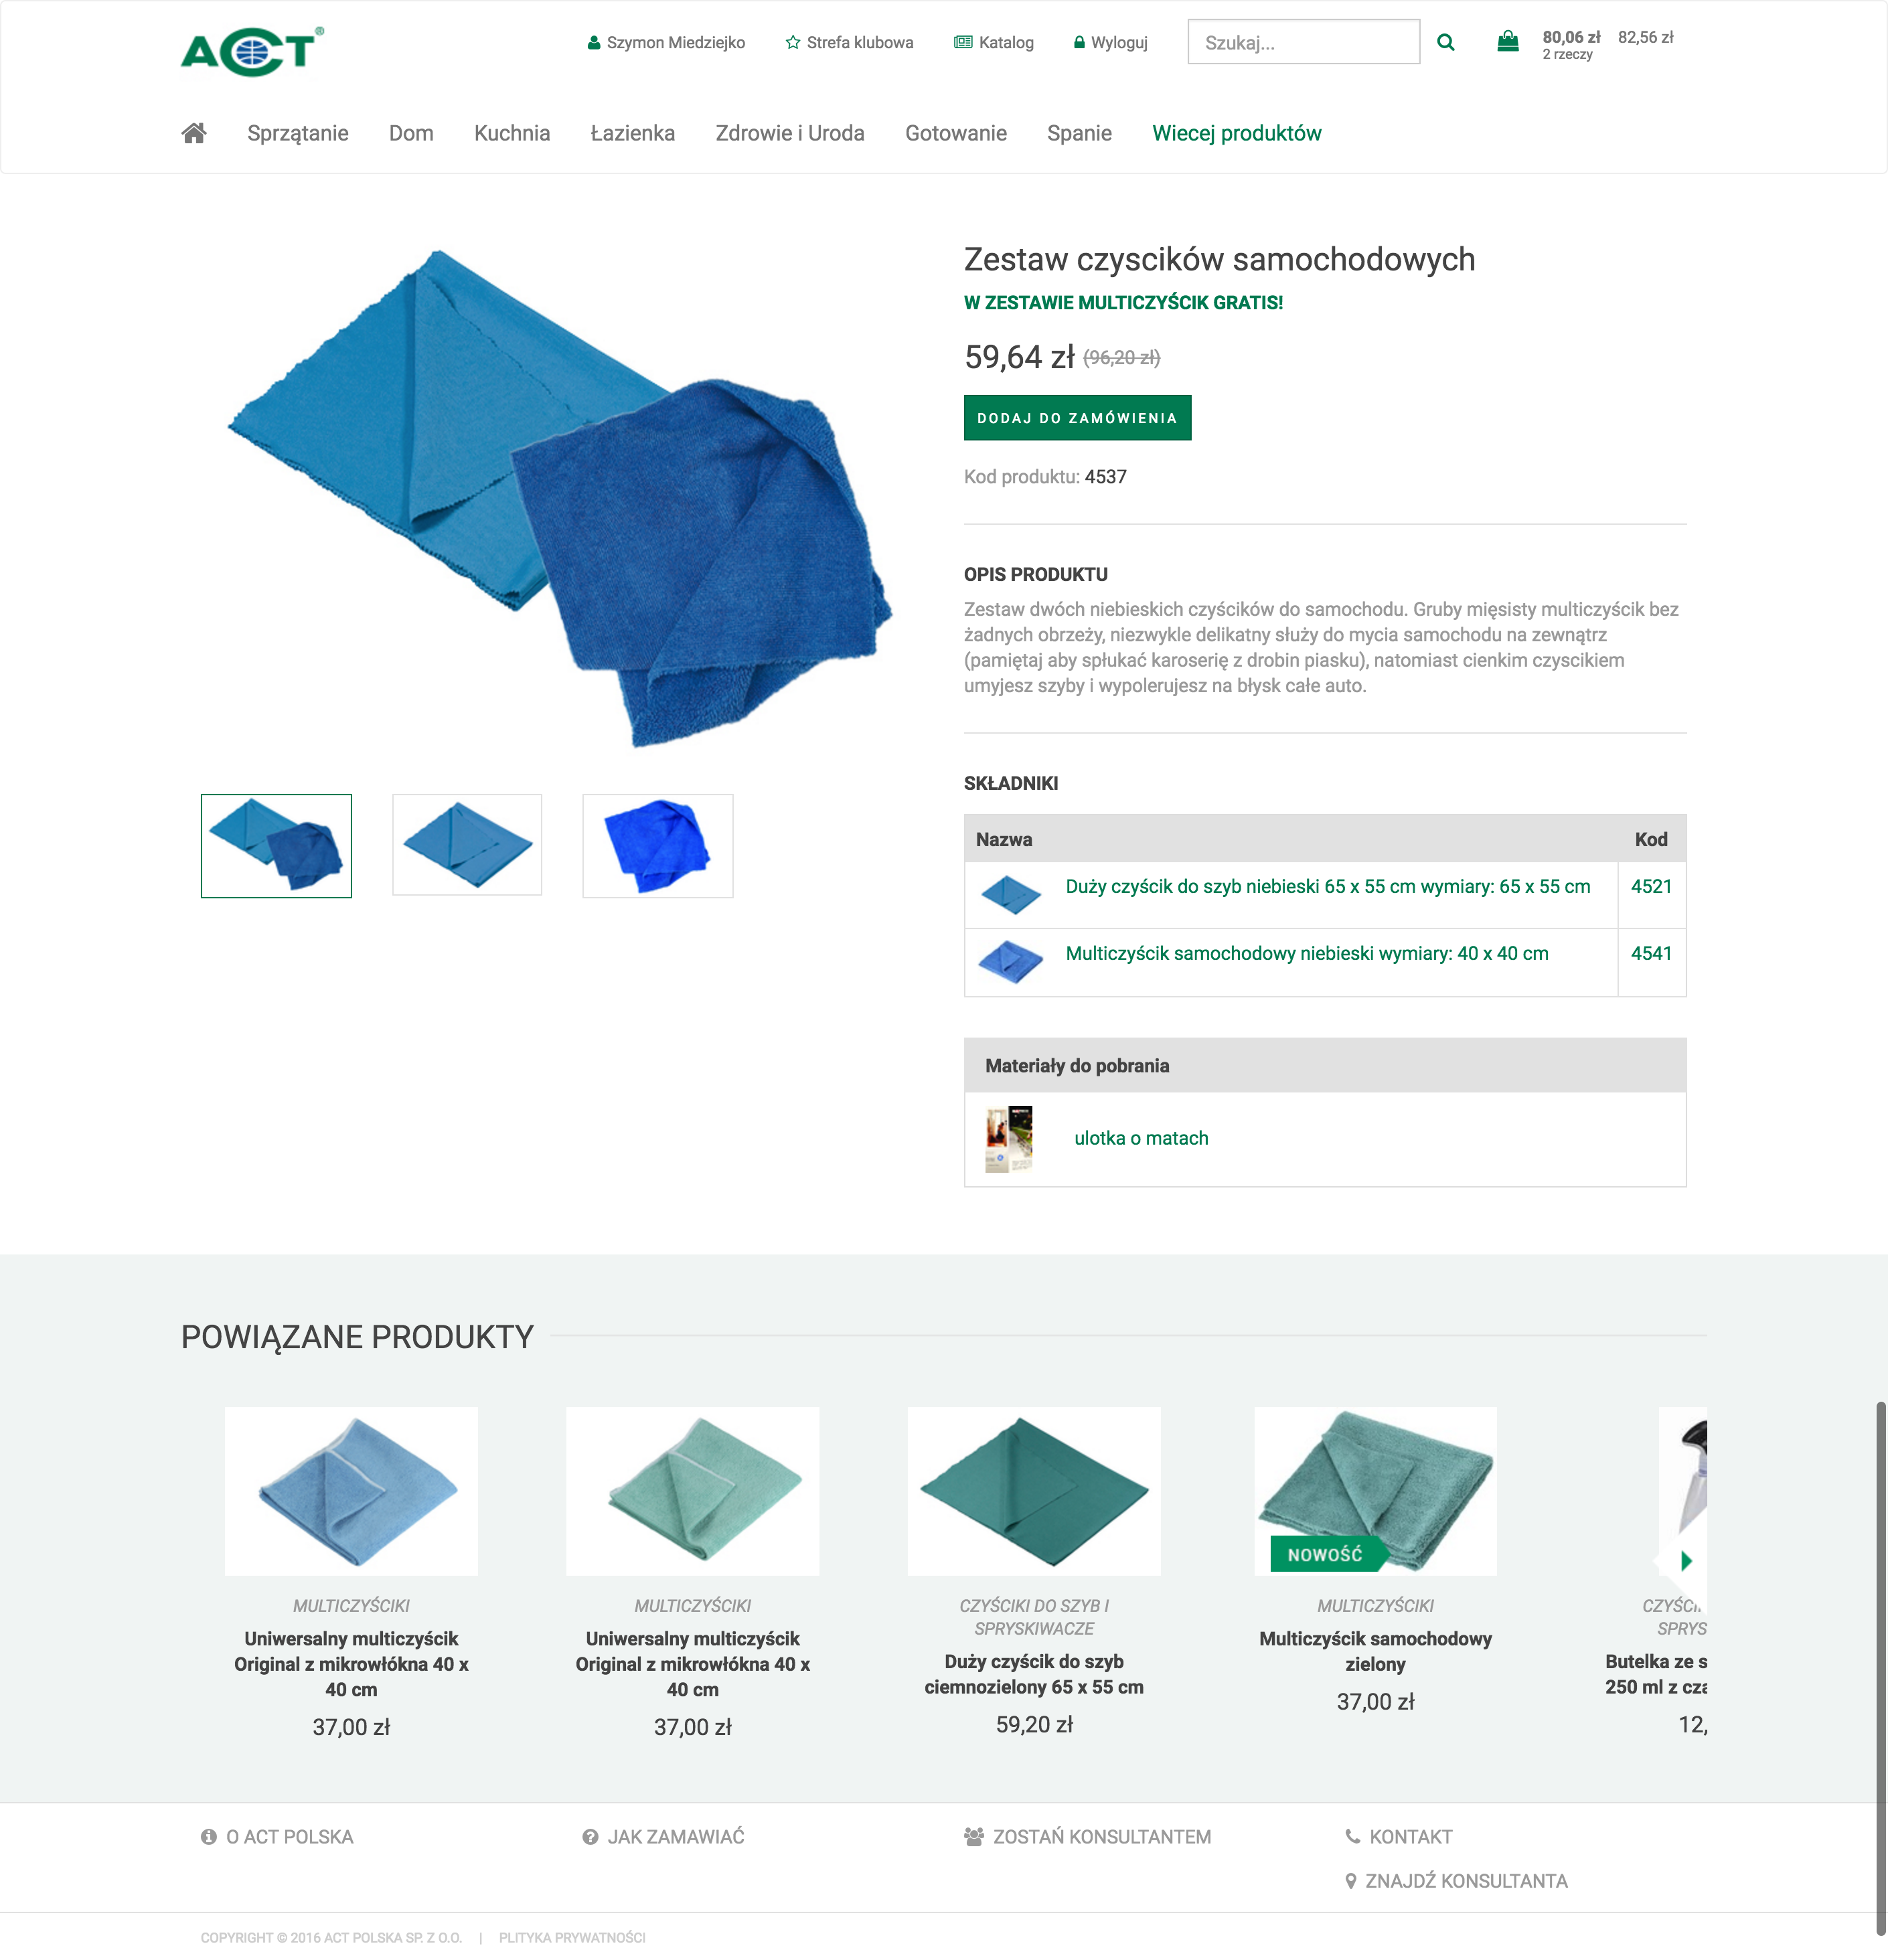 ACT®
Szymon Miedziejko
Strefa klubowa
Katalog
Wyloguj
Szukaj...
80,06 zł
2 rzeczy
82,56 zł
Sprzątanie
Dom
Kuchnia
Łazienka
Zdrowie i Uroda
Gotowanie
Spanie
Wiecej produktów
Zestaw czyscików samochodowych
W ZESTAWIE MULTICZYŚCIK GRATIS!
59,64 zł (96,20 zł)
DODAJ DO ZAMÓWIENIA
Kod produktu: 4537
OPIS PRODUKTU
Zestaw dwóch niebieskich czyścików do samochodu. Gruby mięsisty multiczyścik bez
żadnych obrzeży, niezwykle delikatny służy do mycia samochodu na zewnątrz
(pamiętaj aby spłukać karoserię z drobin piasku), natomiast cienkim czyscikiem
umyjesz szyby i wypolerujesz na błysk całe auto.
SKŁADNIKI
Nazwa Kod
Duży czyścik do szyb niebieski 65 x 55 cm wymiary: 65 x 55 cm 4521
Multiczyścik samochodowy niebieski wymiary: 40 x 40 cm 4541
Materiały do pobrania
ulotka o matach
POWIĄZANE PRODUKTY
MULTICZYŚCIKI
Uniwersalny multiczyścik
Original z mikrowłókna 40 x
40 cm
37,00 zł
MULTICZYŚCIKI
Uniwersalny multiczyścik
Original z mikrowłókna 40 x
40 cm
37,00 zł
CZYŚCIKI DO SZYB I
SPRYSKIWACZE
Duży czyścik do szyb
ciemnozielony 65 x 55 cm
59,20 zł
NOWOŚĆ
MULTICZYŚCIKI
Multiczyścik samochodowy
zielony
37,00 zł
SPRYS
Butelka ze s
250 ml z cza
12,
O ACT POLSKA
JAK ZAMAWIAĆ
ZOSTAŃ KONSULTANTEM
KONTAKT
ZNAJDŹ KONSULTANTA
COPYRIGHT © 2016 ACT POLSKA SP. Z O.O. | PLITYKA PRYWATNOŚCI